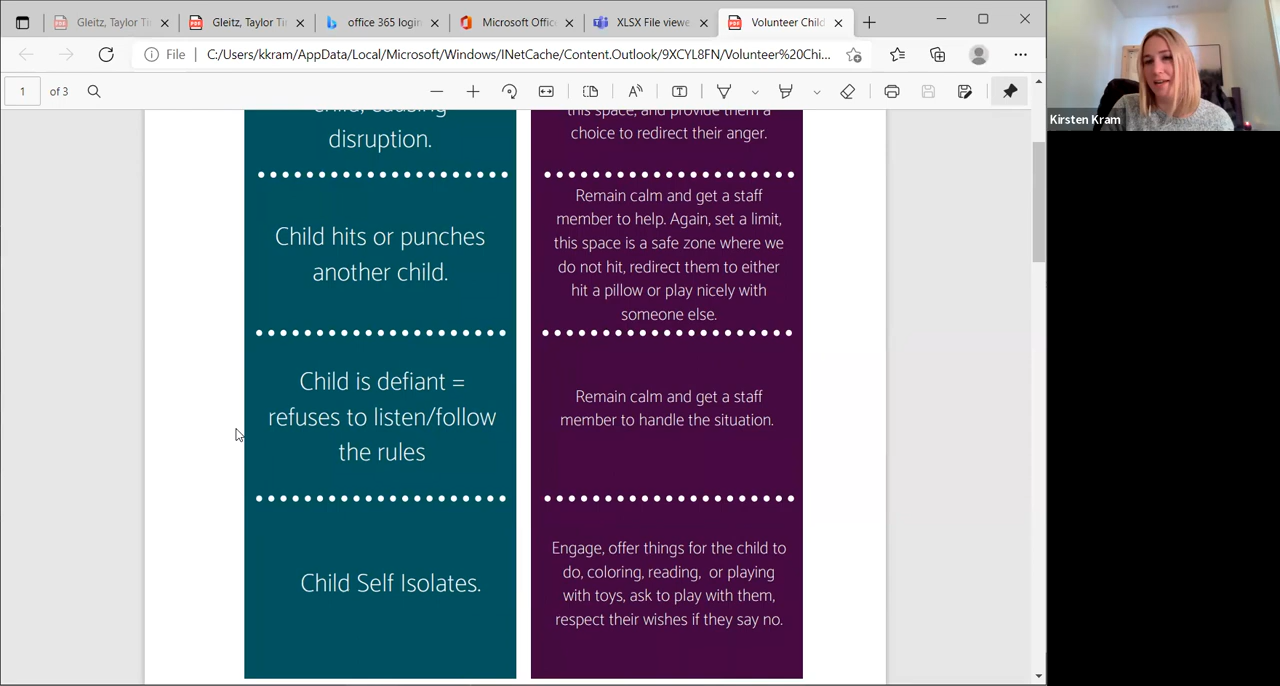 Gleitz, Taylor Ti
Gleitz, Taylor Ti
office 365 login
Microsoft Offic
XLSX File viewe
Volunteer Child
File
C:/Users/kkram/AppData/Local/Microsoft/Windows/INetCache/Content.Outlook/9XCYL8FN/Volunteer%20Chi...
1 of 3
Kirsten Kram
child, causing
disruption.
this space, and provide them a
choice to redirect their anger.
Child hits or punches
another child.
Remain calm and get a staff
member to help. Again, set a limit,
this space is a safe zone where we
do not hit, redirect them to either
hit a pillow or play nicely with
someone else.
Child is defiant =
refuses to listen/follow
the rules
Remain calm and get a staff
member to handle the situation.
Child Self Isolates.
Engage, offer things for the child to
do, coloring, reading, or playing
with toys, ask to play with them,
respect their wishes if they say no.